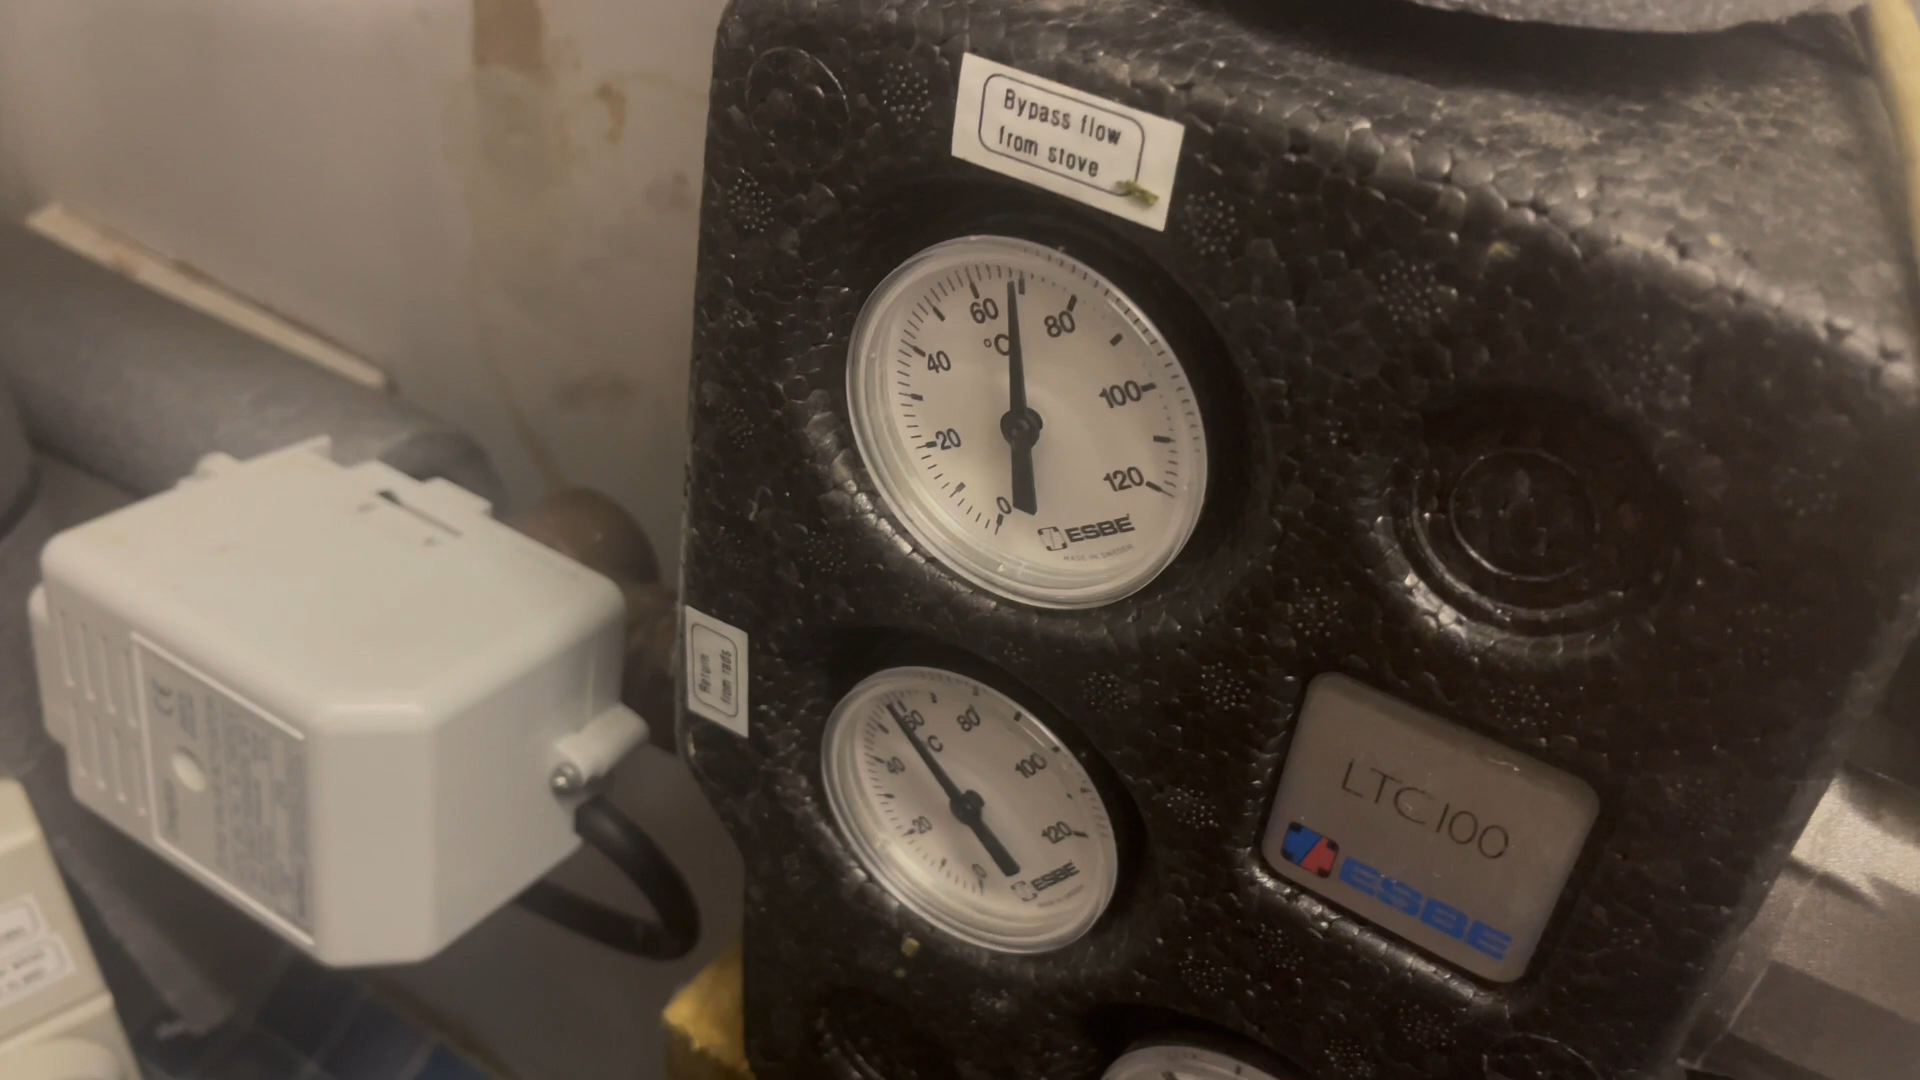 Bypass flow
from stove
0
20
40
60
80
100
120
°C
ESBE
MADE IN SWEDEN
Return
from rads
0
20
40
60
80
100
120
°C
ESBE
LTC100
ESBE